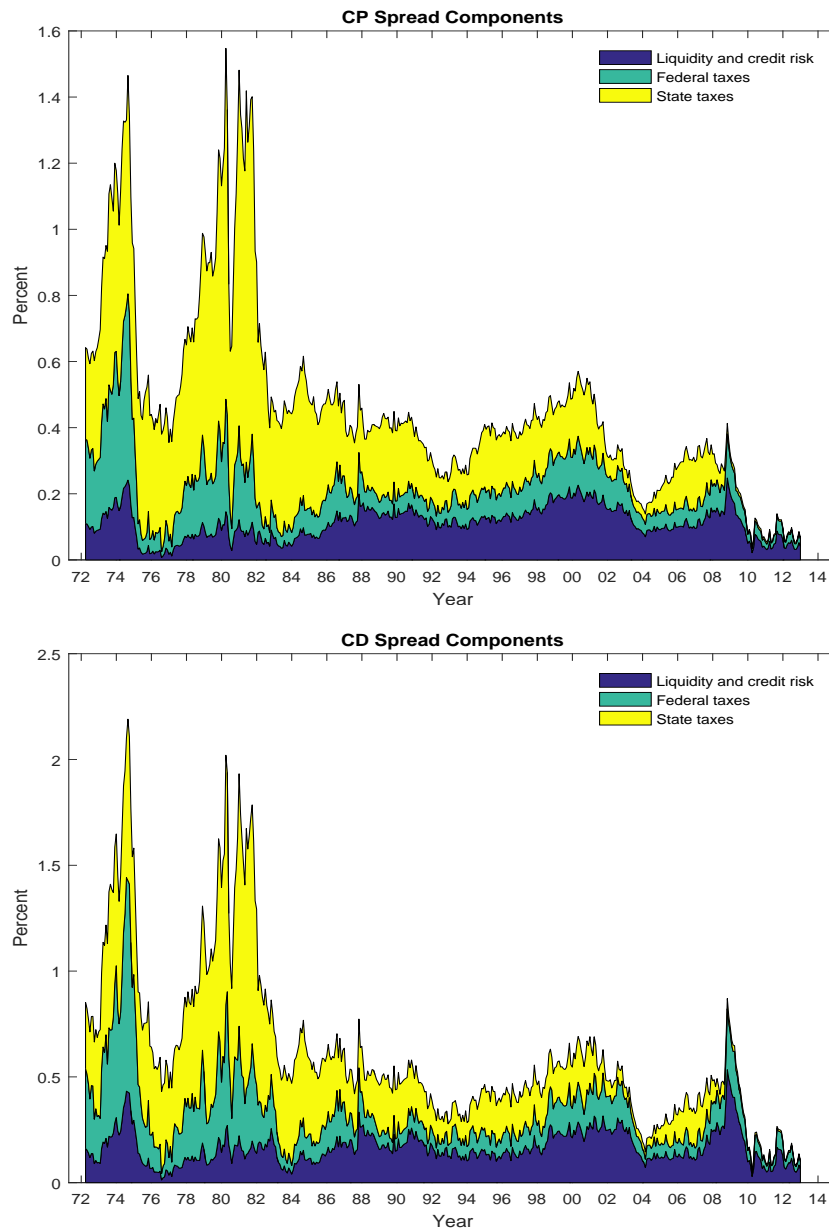 CP Spread Components
1.6
1.4
1.2
1
0.8
0.6
0.4
0.2
0
Percent
Liquidity and credit risk
Federal taxes
State taxes
72 74 76 78 80 82 84 86 88 90 92 94 96 98 00 02 04 06 08 10 12 14
Year
CD Spread Components
2.5
2
1.5
1
0.5
0
Percent
Liquidity and credit risk
Federal taxes
State taxes
72 74 76 78 80 82 84 86 88 90 92 94 96 98 00 02 04 06 08 10 12 14
Year